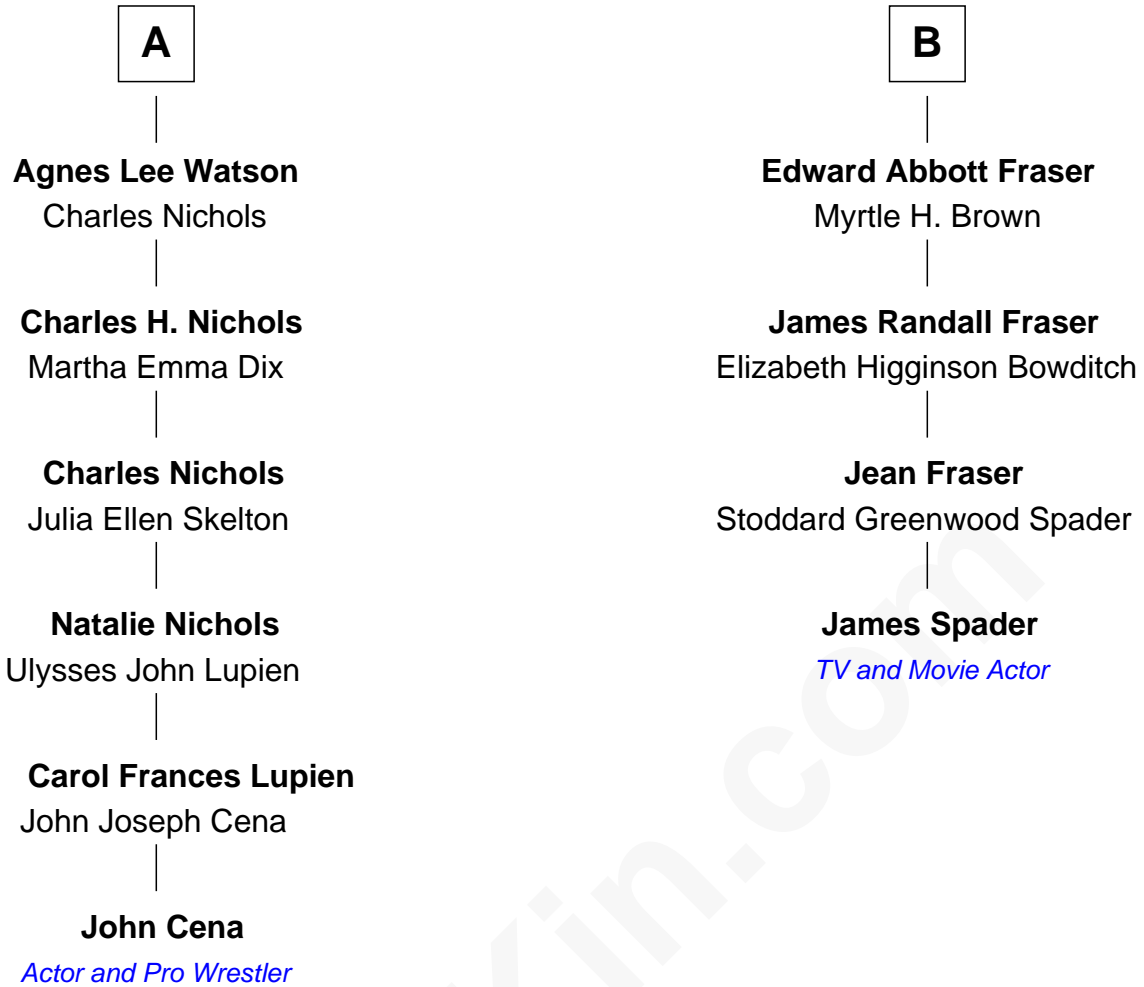 A
Agnes Lee Watson
Charles Nichols
Charles H. Nichols
Martha Emma Dix
Charles Nichols
Julia Ellen Skelton
Natalie Nichols
Ulysses John Lupien
Carol Frances Lupien
John Joseph Cena
John Cena
Actor and Pro Wrestler
B
Edward Abbott Fraser
Myrtle H. Brown
James Randall Fraser
Elizabeth Higginson Bowditch
Jean Fraser
Stoddard Greenwood Spader
James Spader
TV and Movie Actor
Kin.com